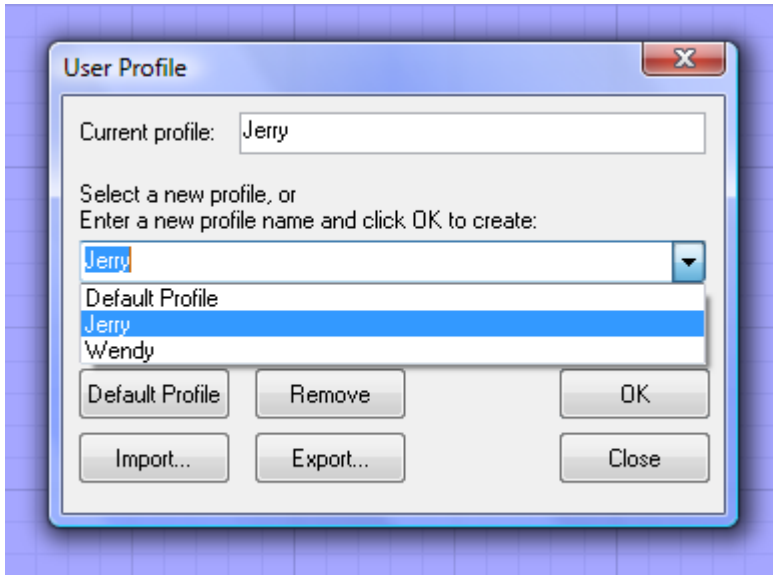 User Profile
Current profile: Jerry
Select a new profile, or
Enter a new profile name and click OK to create:
Jerry
Default Profile
Jerry
Wendy
Default Profile Remove OK
Import... Export... Close